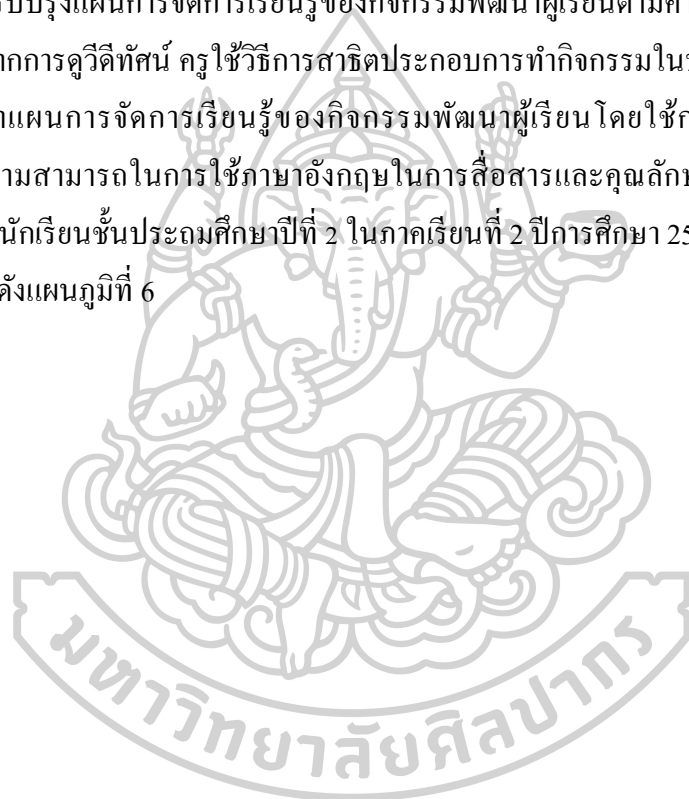 รับปรุงแผนการจัดการเรียนรู้ของกิจกรรมพัฒนาผู้เรียนตามคำ
ากการดูวีดีทัศน์ ครูใช้วิธีการสาธิตประกอบการทำกิจกรรมใน
าแผนการจัดการเรียนรู้ของกิจกรรมพัฒนาผู้เรียนโดยใช้ก
ามสามารถในการใช้ภาษาอังกฤษในการสื่อสารและคุณลักษ
นักเรียนชั้นประถมศึกษาปีที่ 2 ในภาคเรียนที่ 2 ปีการศึกษา 25
ดังแผนภูมิที่ 6
มหาวิทยาลัยศิลปากร